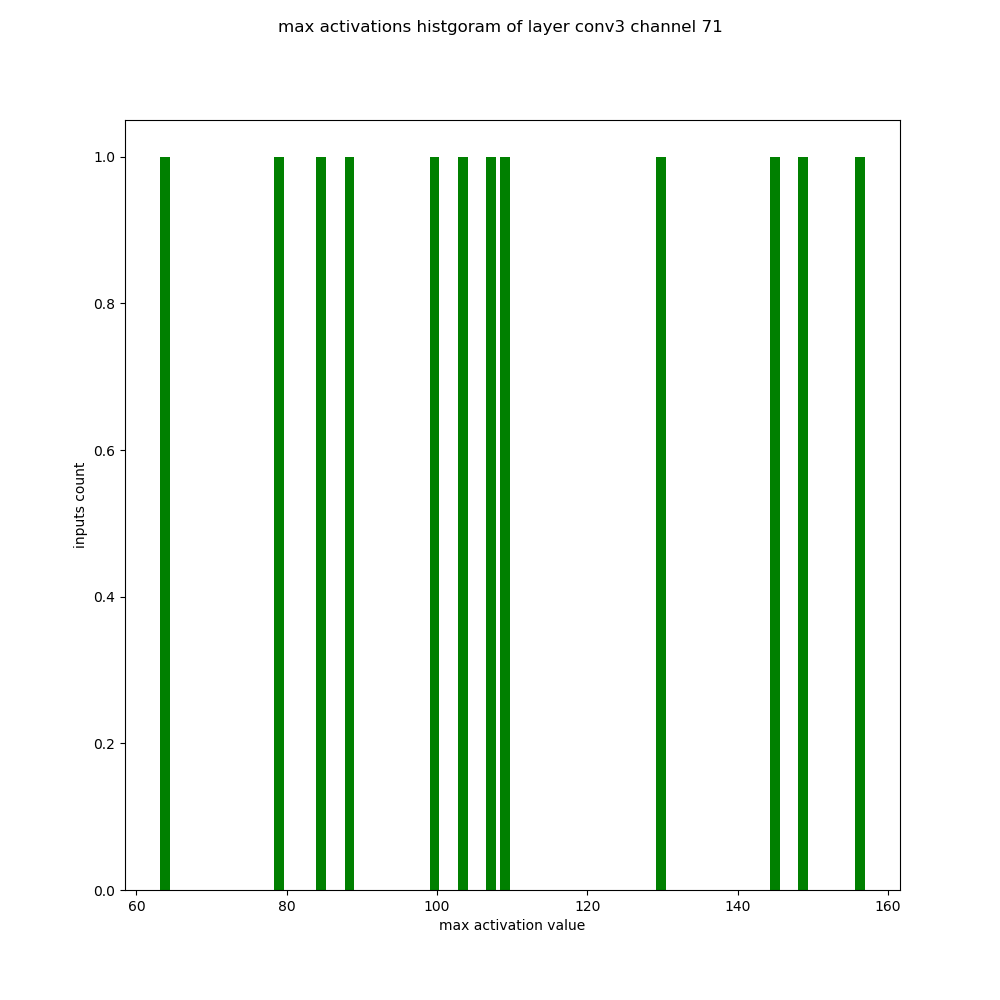 max activations histgoram of layer conv3 channel 71
1.0
0.8
0.6
0.4
0.2
0.0
inputs count
60 80 100 120 140 160
max activation value